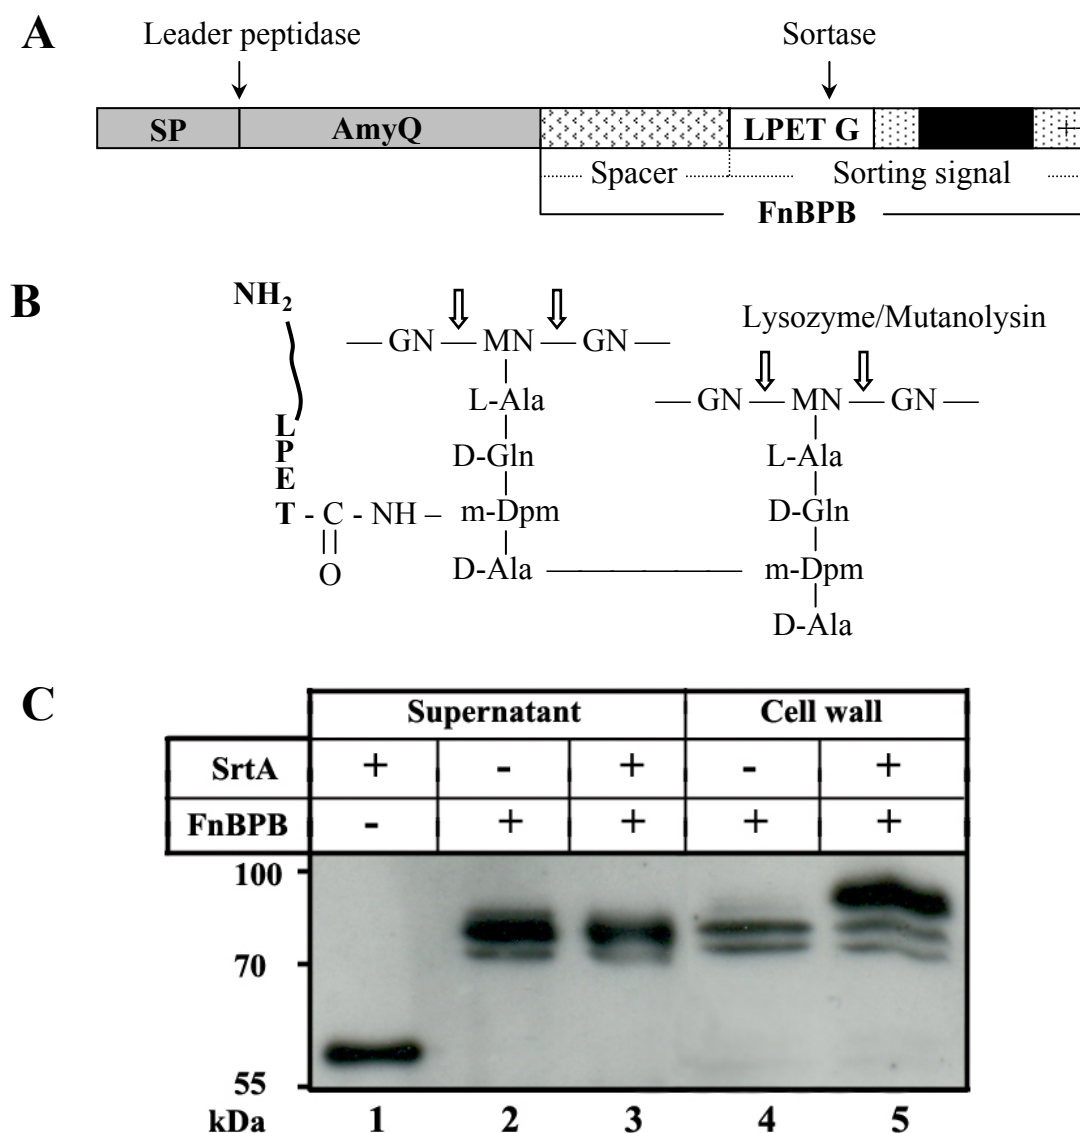 A
Leader peptidase
Sortase
SP AmyQ LPET G +
Spacer Sorting signal
FnBPB
B
NH2
Lysozyme/Mutanolysin
GN MN GN
GN MN GN
L-Ala
L-Ala
D-Gln
D-Gln
L
P
E
T - C - NH – m-Dpm
O
D-Ala
m-Dpm
D-Ala
C
Supernatant Cell wall
SrtA + - + - +
FnBPB - + + + +
100
70
55
kDa 1 2 3 4 5